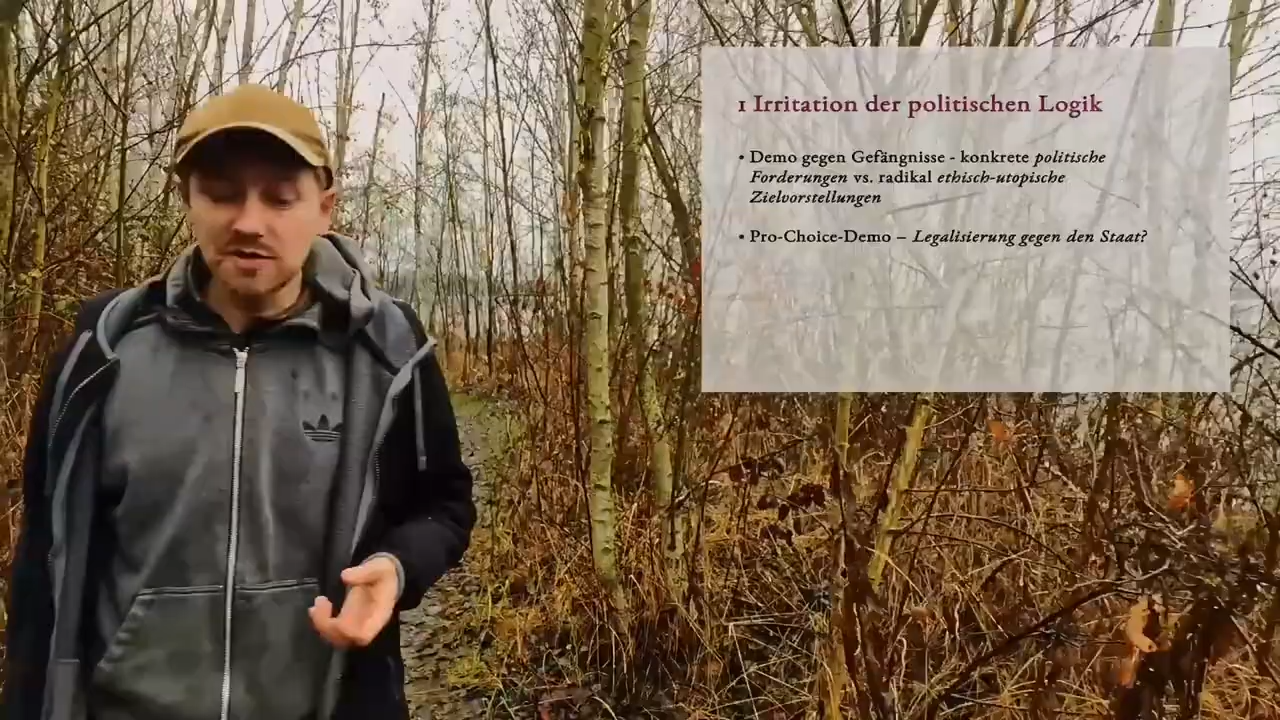 1 Irritation der politischen Logik
• Demo gegen Gefängnisse - konkrete politische
Forderungen vs. radikal ethisch-utopische
Zielvorstellungen
• Pro-Choice-Demo – Legalisierung gegen den Staat?